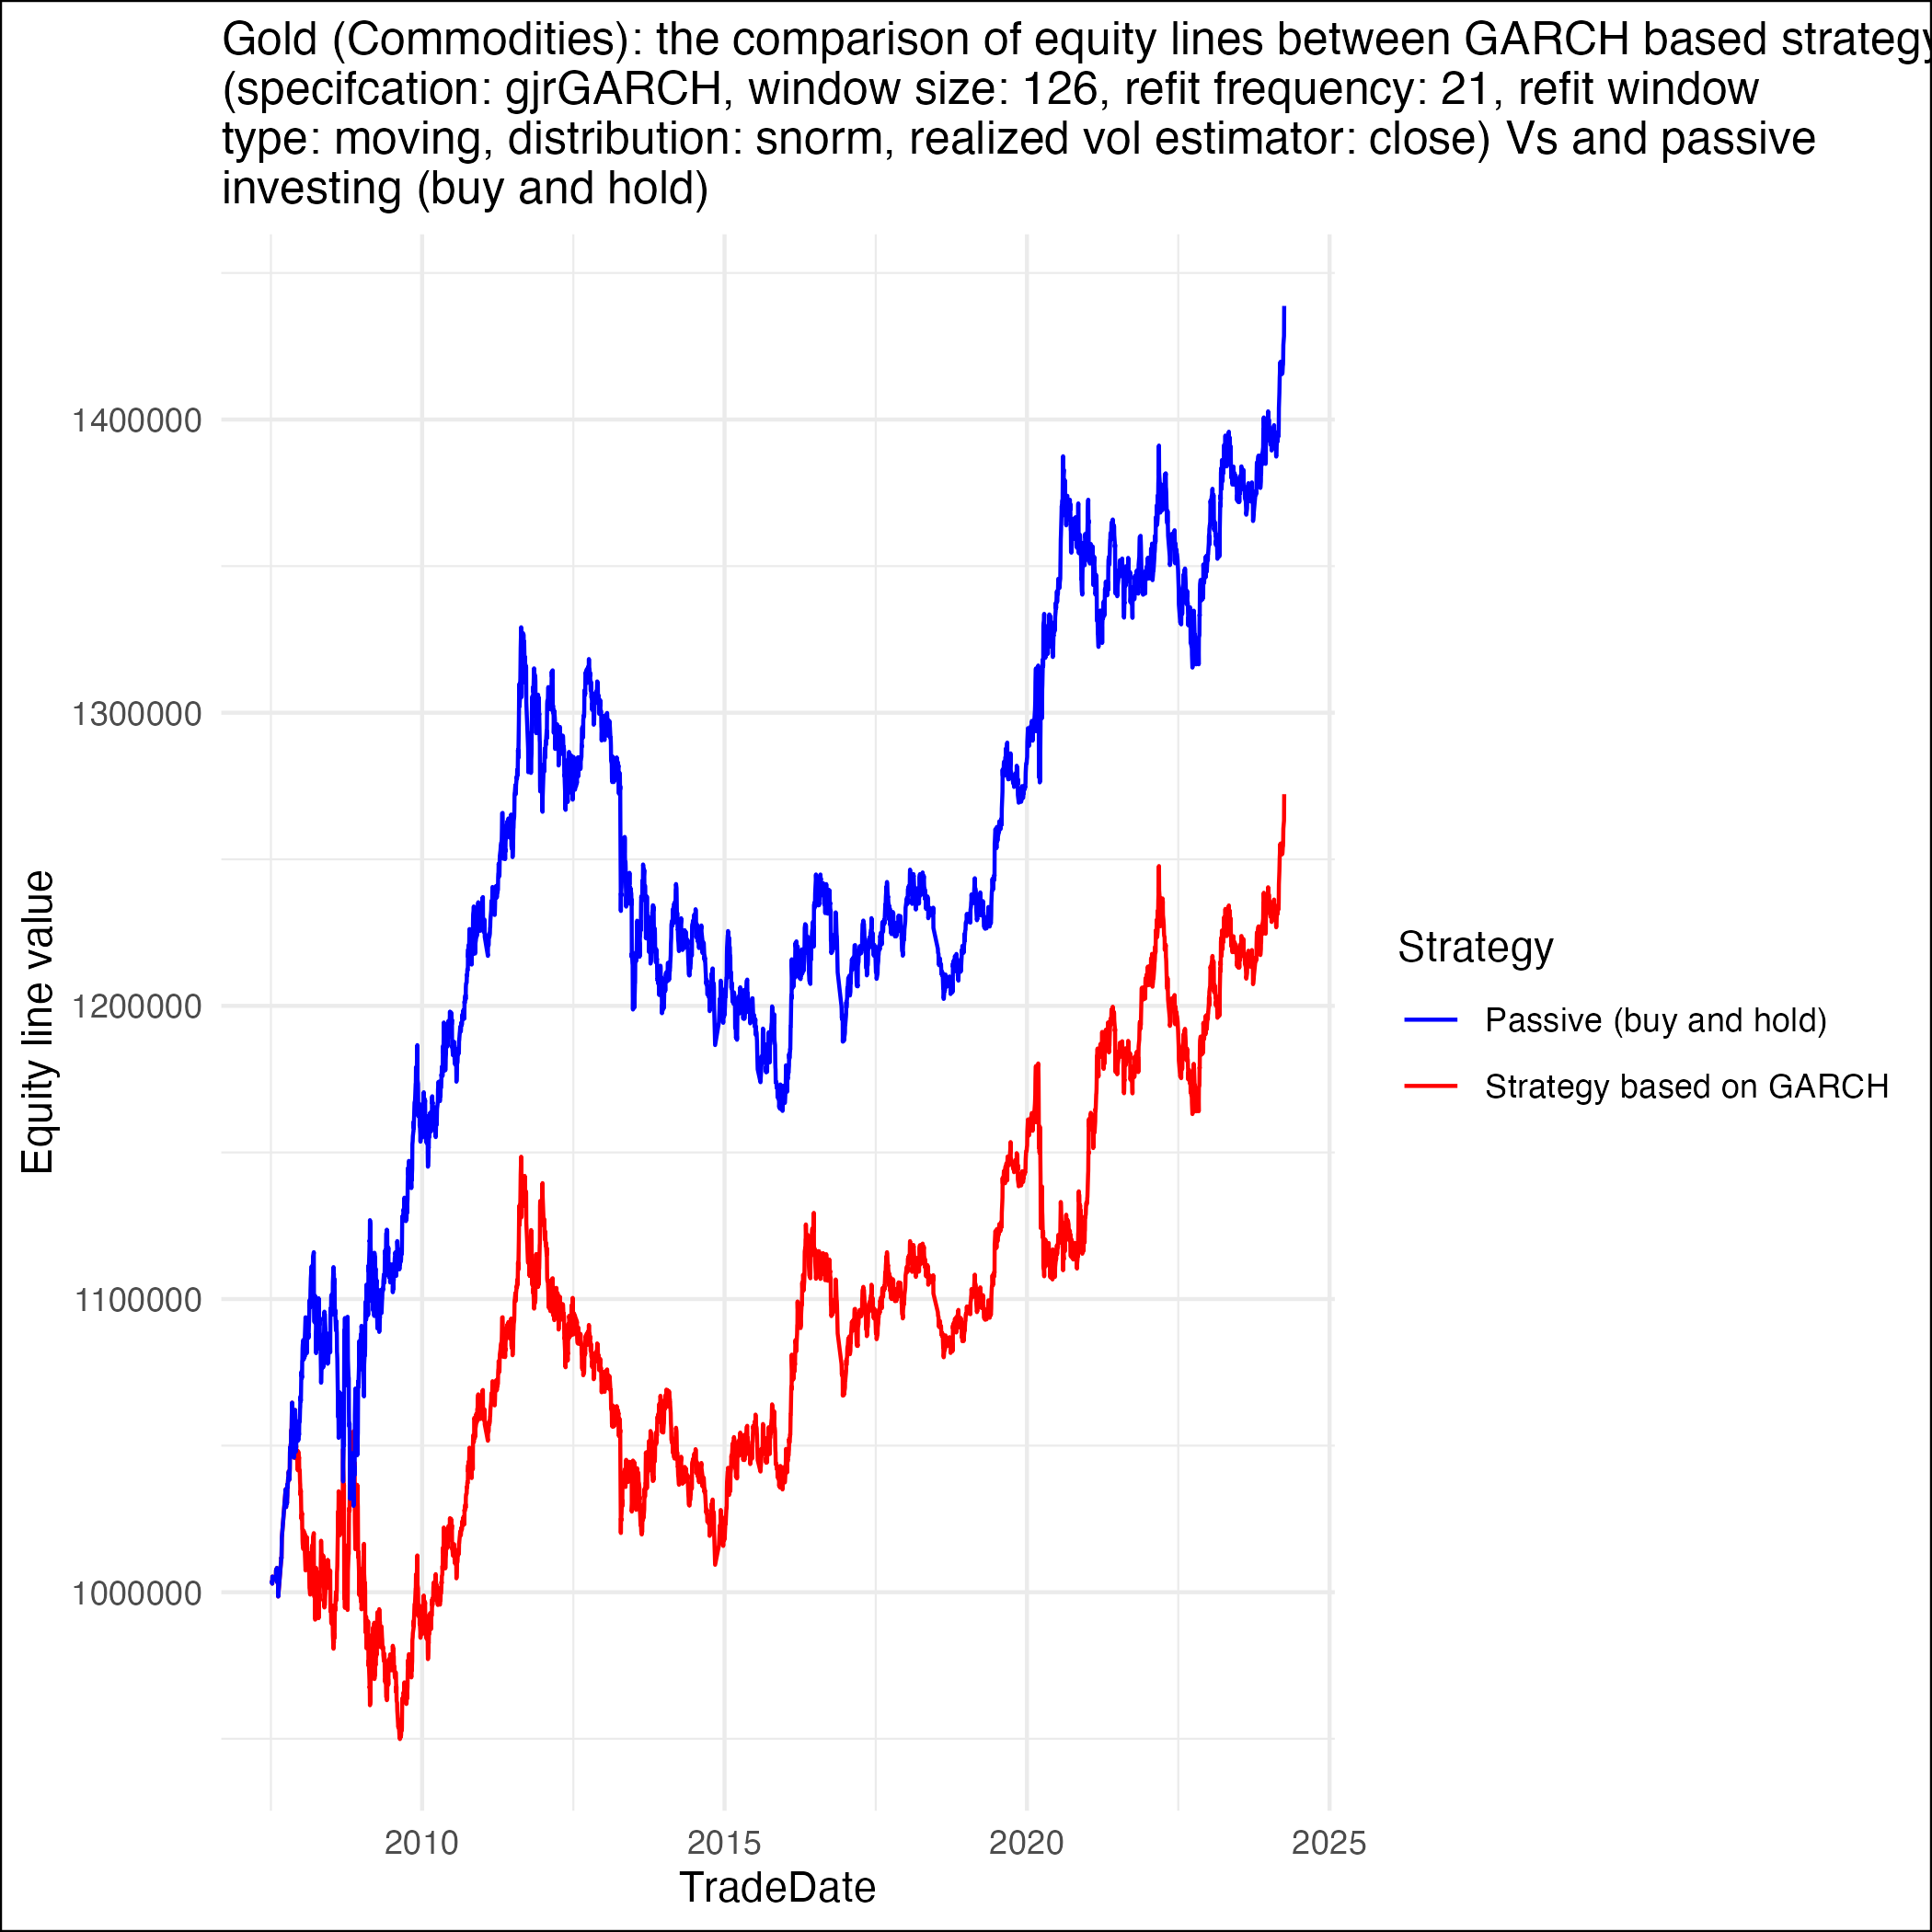 Gold (Commodities): the comparison of equity lines between GARCH based strategy
(specifcation: gjrGARCH, window size: 126, refit frequency: 21, refit window
type: moving, distribution: snorm, realized vol estimator: close) Vs and passive
investing (buy and hold)
1400000
1300000
1200000
1100000
1000000
Equity line value
2010
2015
2020
2025
TradeDate
Strategy
Passive (buy and hold)
Strategy based on GARCH